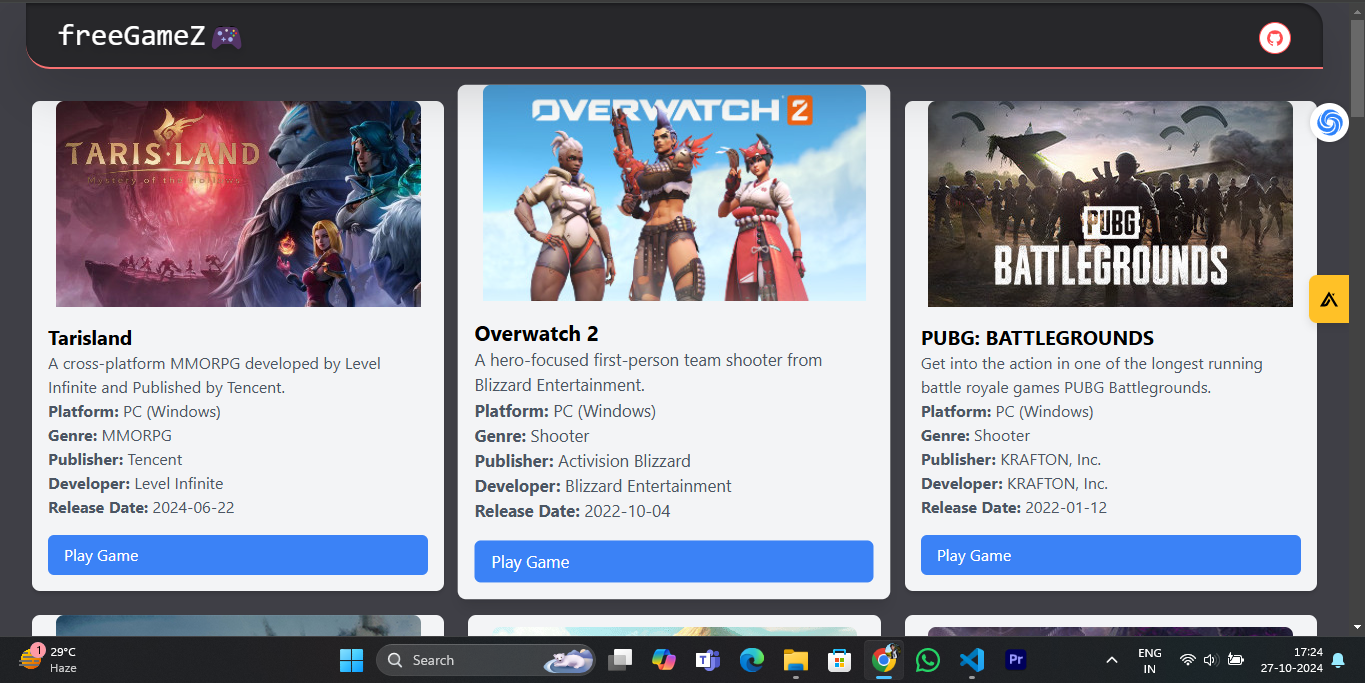 freeGameZ
TARISLAND
Mystery of the Hollows
Tarisland
A cross-platform MMORPG developed by Level
Infinite and Published by Tencent.
Platform: PC (Windows)
Genre: MMORPG
Publisher: Tencent
Developer: Level Infinite
Release Date: 2024-06-22
Play Game
OVERWATCH 2
Overwatch 2
A hero-focused first-person team shooter from
Blizzard Entertainment.
Platform: PC (Windows)
Genre: Shooter
Publisher: Activision Blizzard
Developer: Blizzard Entertainment
Release Date: 2022-10-04
Play Game
PUBG
BATTLEGROUNDS
PUBG: BATTLEGROUNDS
Get into the action in one of the longest running
battle royale games PUBG Battlegrounds.
Platform: PC (Windows)
Genre: Shooter
Publisher: KRAFTON, Inc.
Developer: KRAFTON, Inc.
Release Date: 2022-01-12
Play Game
1
29°C
Haze
Search
Pr
ENG
IN
17:24
27-10-2024